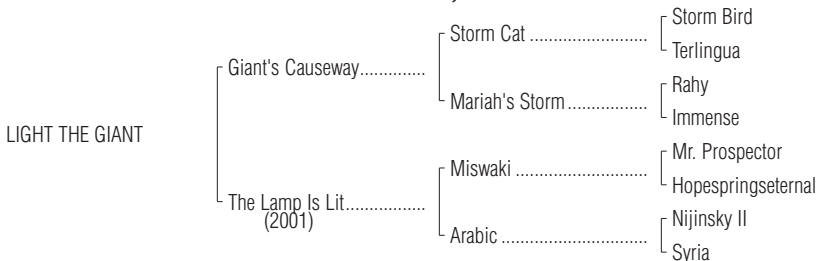 Storm Bird
Storm Cat ......................
Terlingua
Giant's Causeway..............
Rahy
Mariah's Storm.................
Immense
LIGHT THE GIANT
Mr. Prospector
Miswaki .........................
Hopespringseternal
The Lamp Is Lit.................
(2001)
Nijinsky II
Arabic ............................
Syria